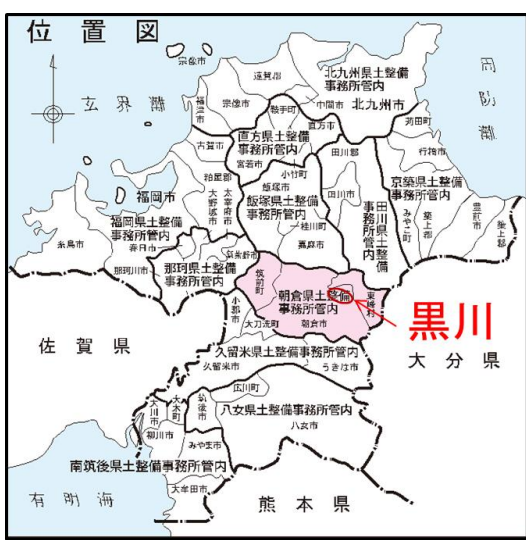 位置図
宗像市
遠賀郡
北九州県土整備
事務所管内
北九州市
周防灘
玄界灘
福津市
宗像市
鞍手町
中間市
苅田町
直方県土整備
事務所管内
直方市
古賀市
宮若市
田川郡
行橋市
京築県土整備
事務所管内
粕屋郡
小竹町
福岡市
太宰府市
大野城市
飯塚市
飯塚県土整備
事務所管内
田川市
田川県土整備
事務所管内
みやこ町
築上郡
豊前市
築上郡
福岡県土整備
事務所管内
春日市
桂川町
嘉麻市
糸島市
筑紫野市
那珂県土整備
事務所管内
那珂川市
筑前町
朝倉県土整備
事務所管内
東峰村
小郡市
大刀洗町
朝倉市
黒川
佐賀県
大分県
久留米県土整備事務所管内
久留米市
うきは市
広川町
大川市
大木町
筑後市
八女県土整備事務所管内
八女市
柳川市
みやま市
南筑後県土整備事務所管内
大牟田市
有明海
熊本県